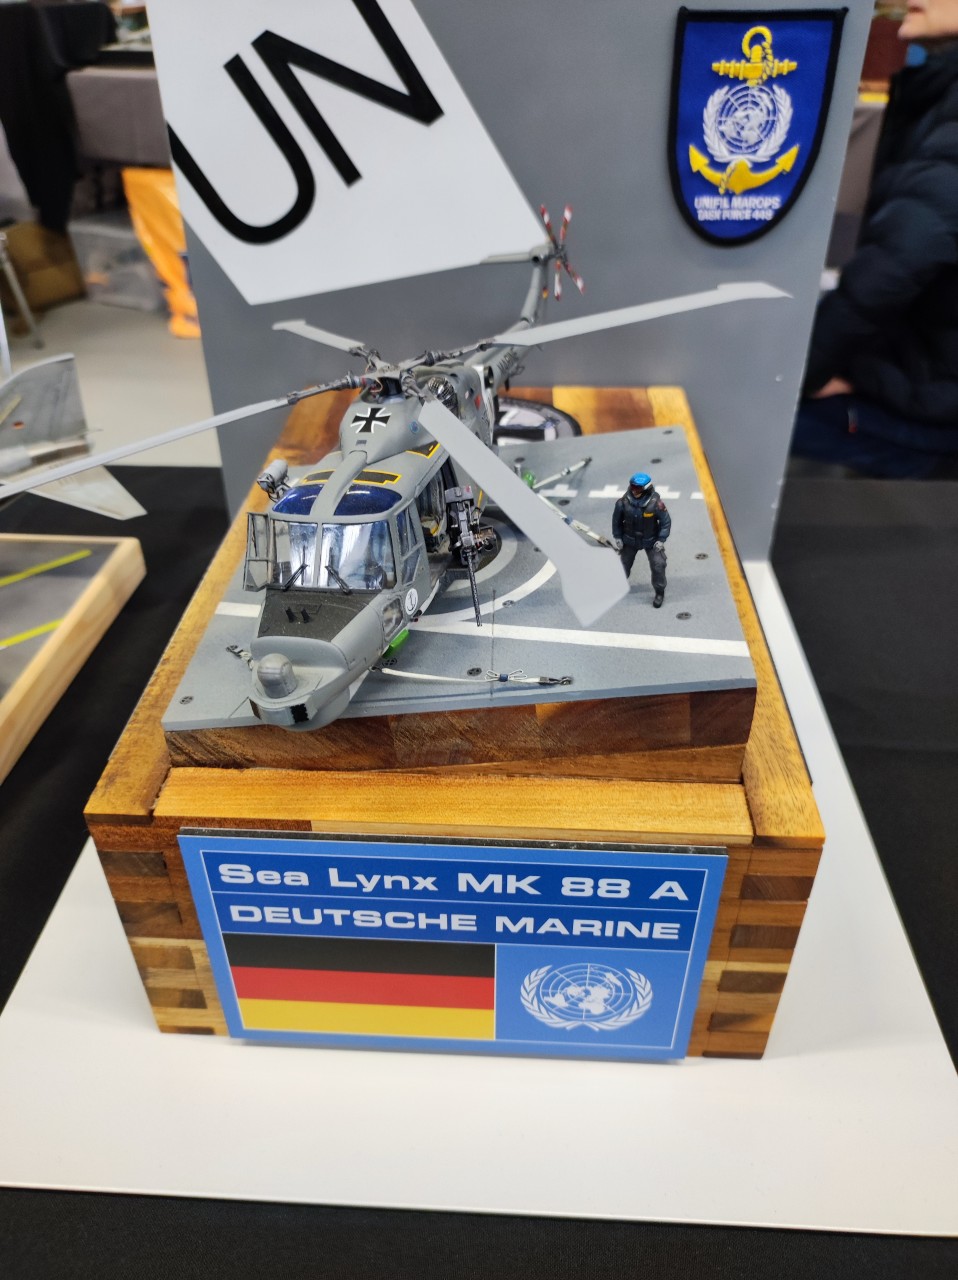 UN
UNIFIL MAROPS
TASK FORCE 448
Sea Lynx MK 88 A
DEUTSCHE MARINE